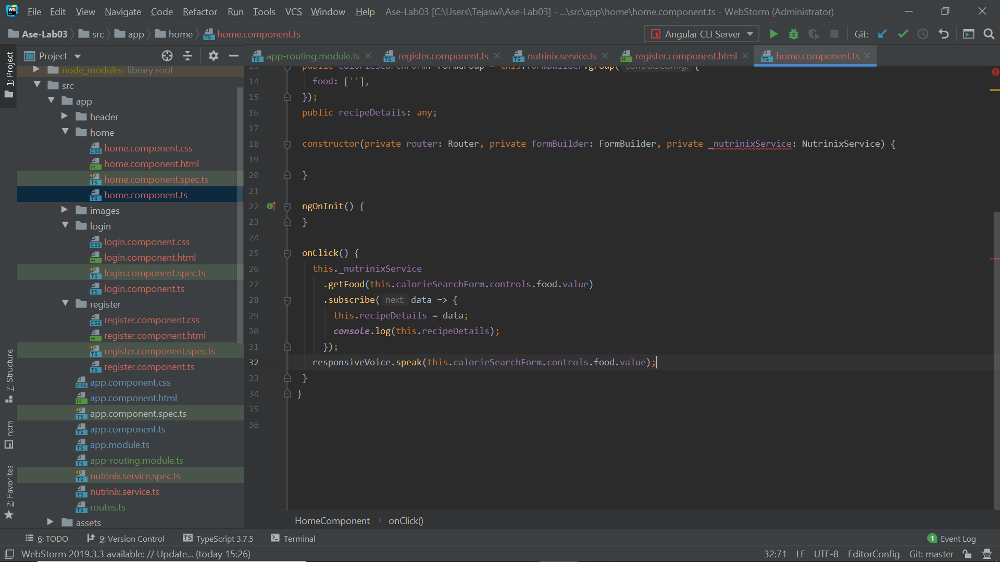 File Edit View Navigate Code Refactor Run Tools VCS Window Help Ase-Lab03 [C:\Users\Tejaswi\Ase-Lab03] - ...\src\app\home\home.component.ts - WebStorm (Administrator)
Ase-Lab03 src app home home.component.ts Angular CLI Server Git:
Project
app-routing.module.ts register.component.ts nutrinix.service.ts register.component.html home.component.ts
1: Project
7: Structure
npm
2: Favorites
node_modules library root
src
app
header
home
home.component.css
home.component.html
home.component.spec.ts
home.component.ts
images
login
login.component.css
login.component.html
login.component.spec.ts
login.component.ts
register
register.component.css
register.component.html
register.component.spec.ts
register.component.ts
app.component.css
app.component.html
app.component.spec.ts
app.component.ts
app.module.ts
app-routing.module.ts
nutrinix.service.spec.ts
nutrinix.service.ts
routes.ts
assets
13 public calorieSearchForm: FormGroup = this.formBuilder.group( controlsConfig: {
14 food: [''],
15 });
16 public recipeDetails: any;
17
18 constructor(private router: Router, private formBuilder: FormBuilder, private _nutrinixService: NutrinixService) {
19
20 }
21
22 ngOnInit() {
23 }
24
25 onClick() {
26 this._nutrinixService
27 .getFood(this.calorieSearchForm.controls.food.value)
28 .subscribe( next: data => {
29 this.recipeDetails = data;
30 console.log(this.recipeDetails);
31 });
32 responsiveVoice.speak(this.calorieSearchForm.controls.food.value);
33 }
34 }
35
36
HomeComponent › onClick()
6: TODO 9: Version Control TypeScript 3.7.5 Terminal 1 Event Log
WebStorm 2019.3.3 available: // Update... (today 15:26) 32:71 LF UTF-8 EditorConfig Git: master